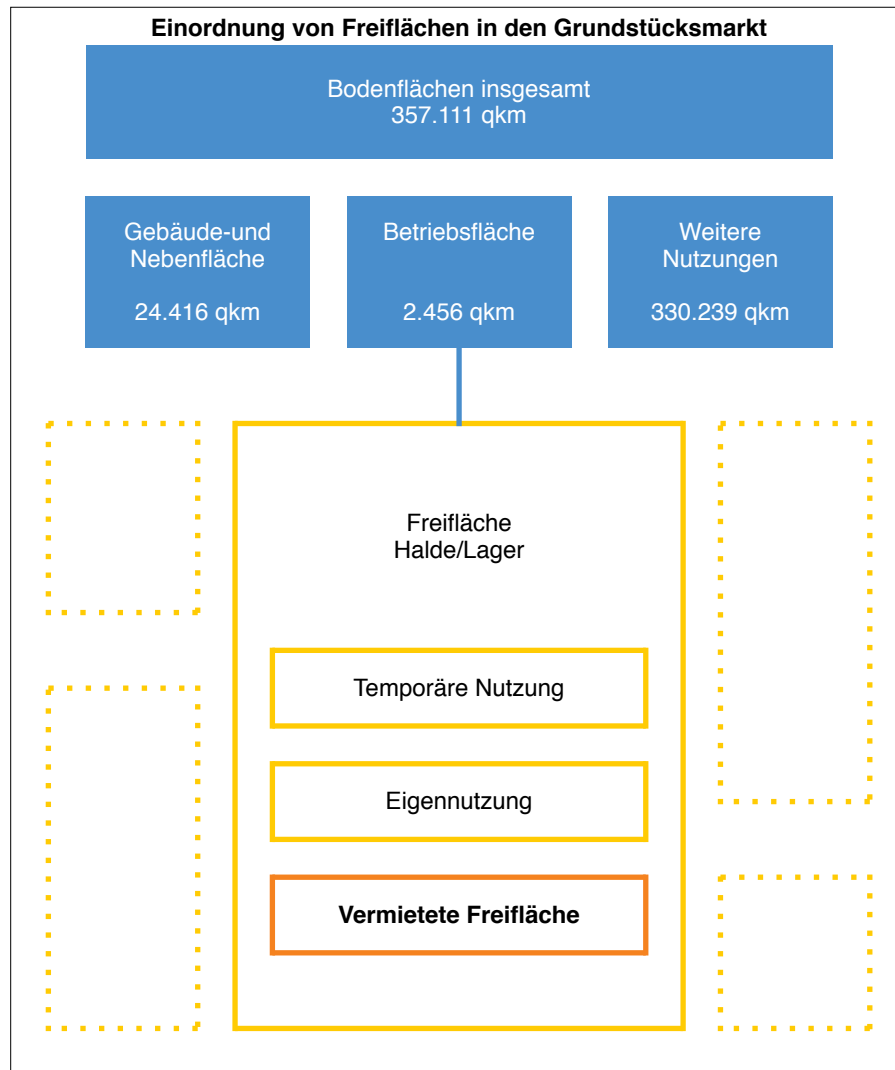 Einordnung von Freiflächen in den Grundstücksmarkt
Bodenflächen insgesamt
357.111 qkm
Gebäude-und
Nebenfläche
24.416 qkm
Betriebsfläche
2.456 qkm
Weitere
Nutzungen
330.239 qkm
Freifläche
Halde/Lager
Temporäre Nutzung
Eigennutzung
Vermietete Freifläche